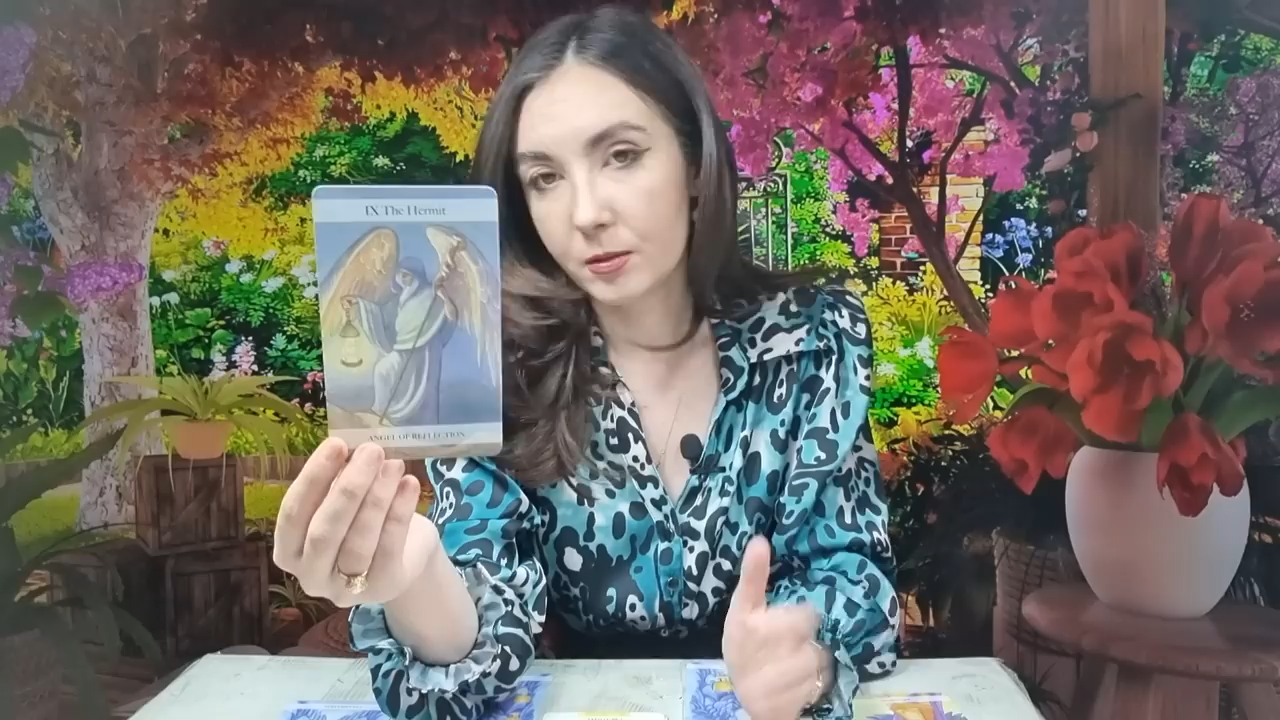 IX The Hermit
ANGEL OF REFLECTION